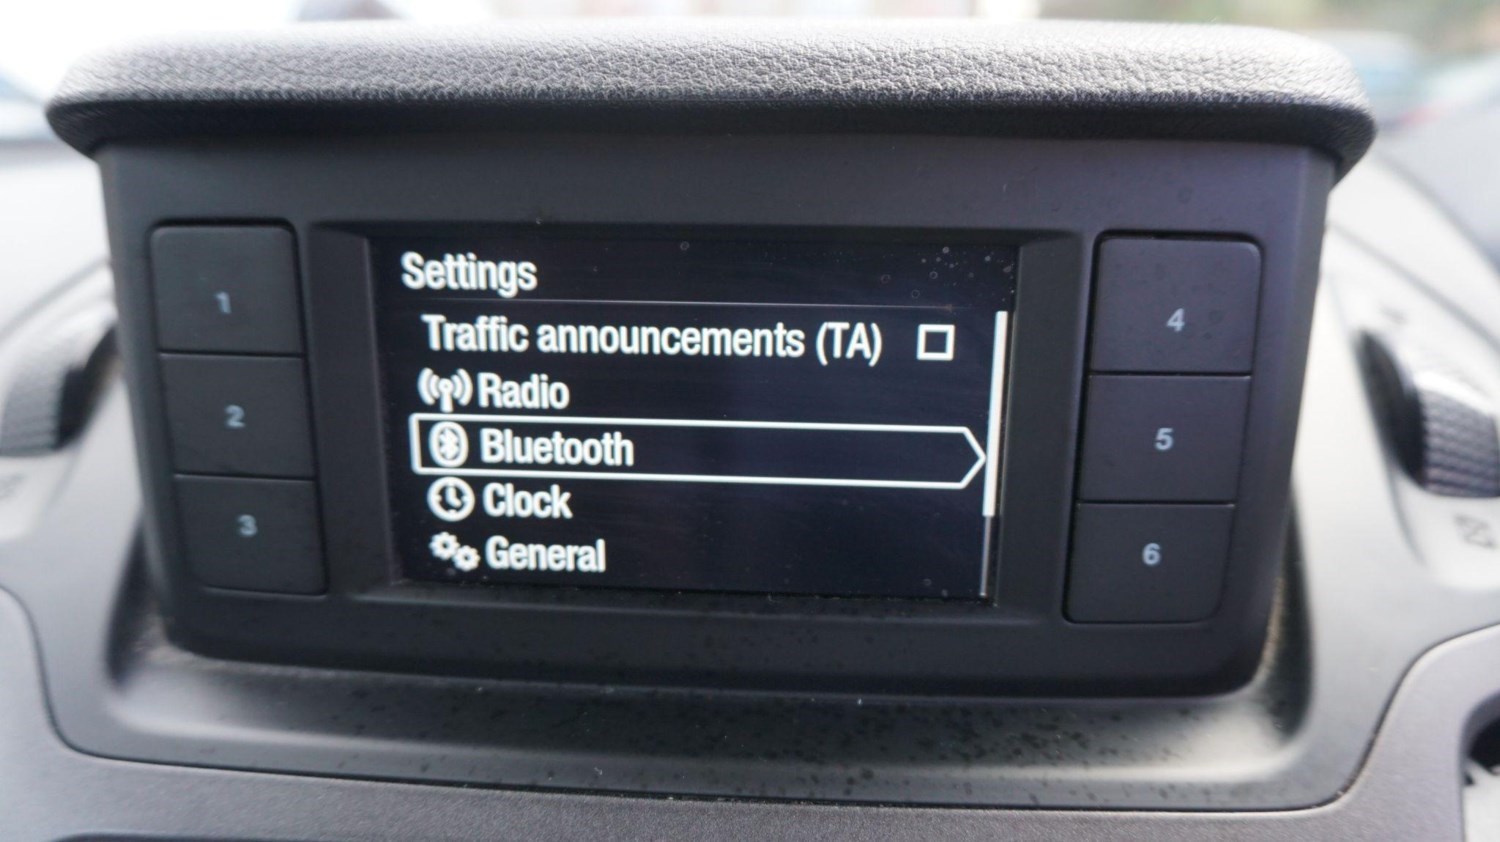 Settings
Traffic announcements (TA)
Radio
Bluetooth
Clock
General
1
2
3
4
5
6